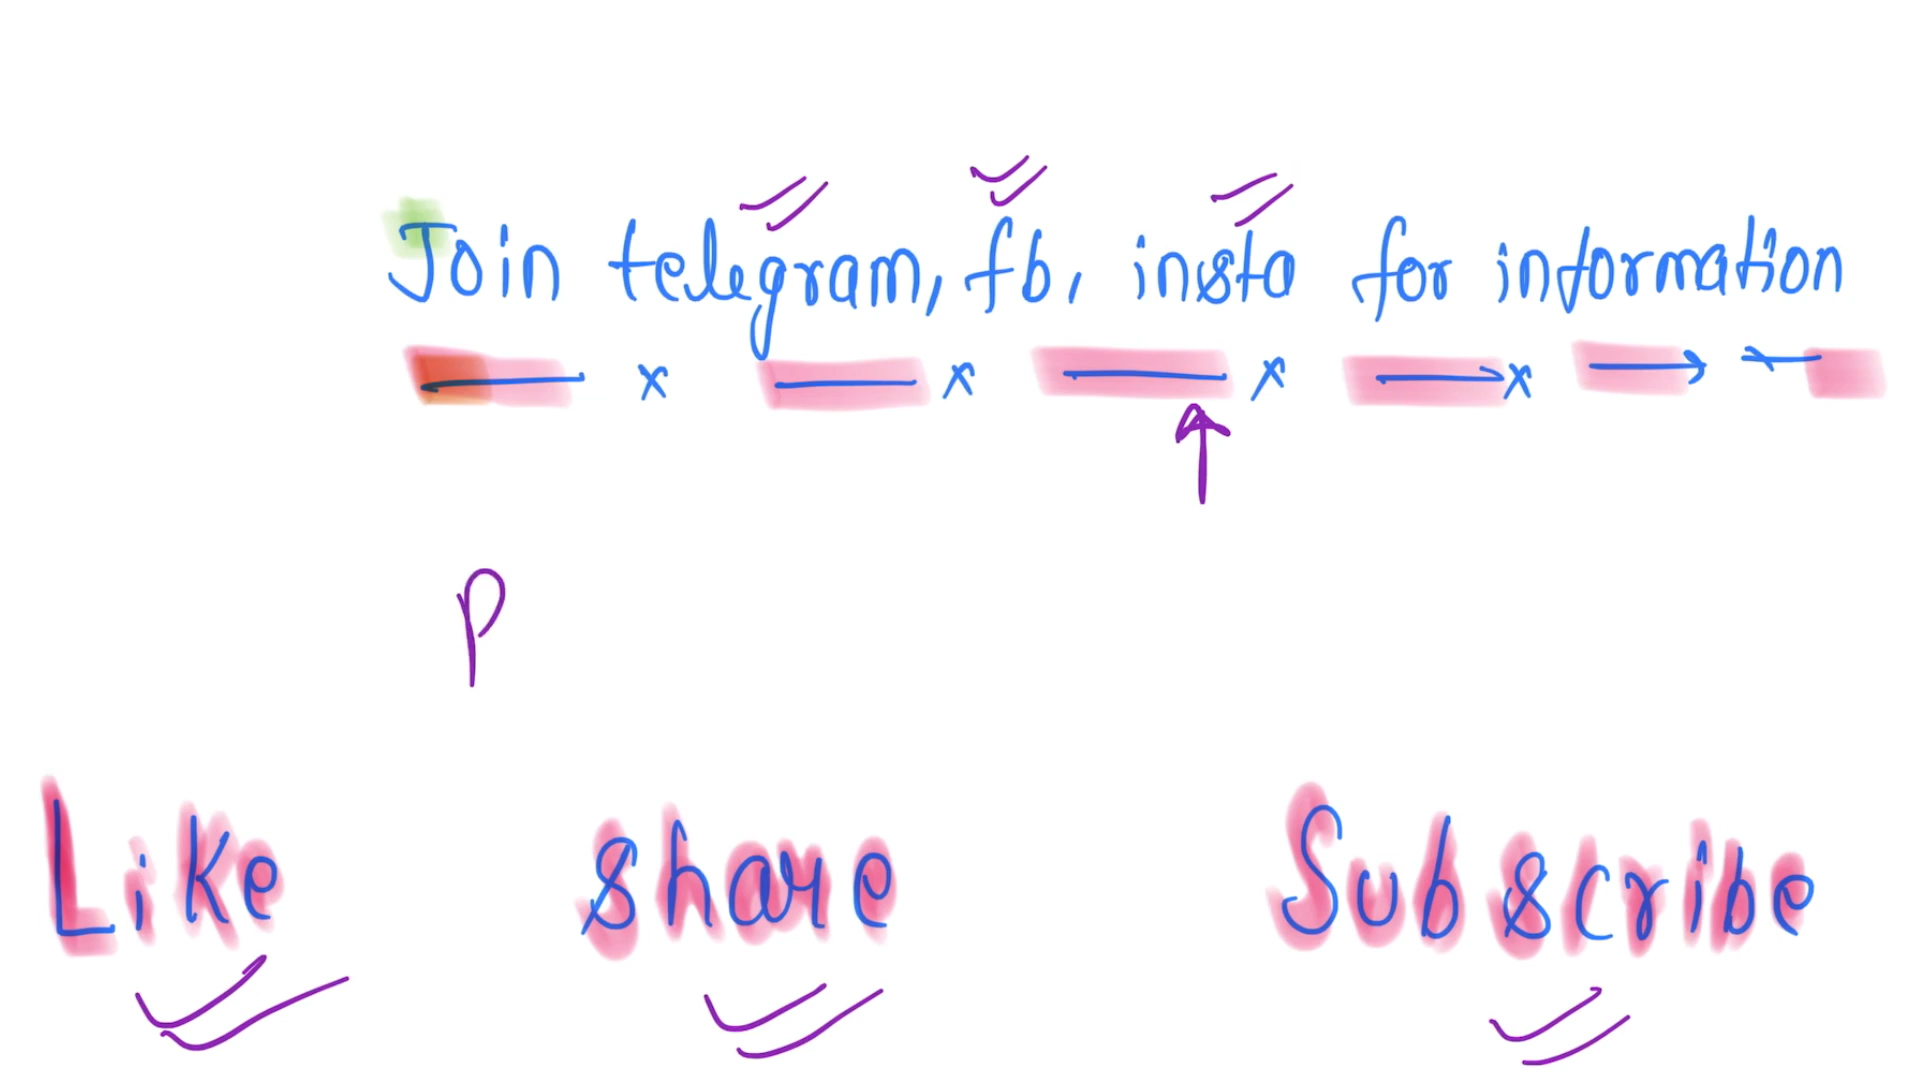 Join telegram, fb, insta for information
x x x x
P
Like share Subscribe